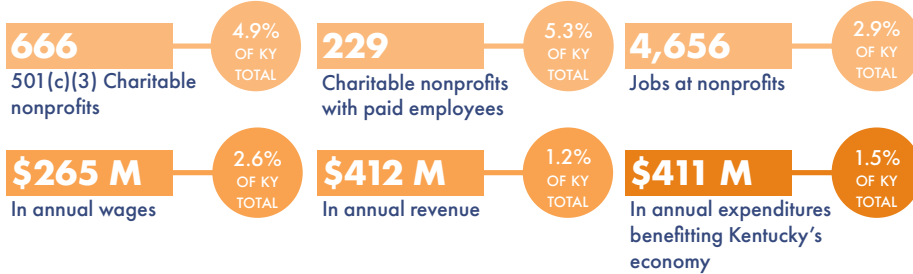 666
4.9%
OF KY
TOTAL
501(c)(3) Charitable
nonprofits
229
5.3%
OF KY
TOTAL
Charitable nonprofits
with paid employees
4,656
2.9%
OF KY
TOTAL
Jobs at nonprofits
$265 M
2.6%
OF KY
TOTAL
In annual wages
$412 M
1.2%
OF KY
TOTAL
In annual revenue
$411 M
1.5%
OF KY
TOTAL
In annual expenditures
benefitting Kentucky's
economy